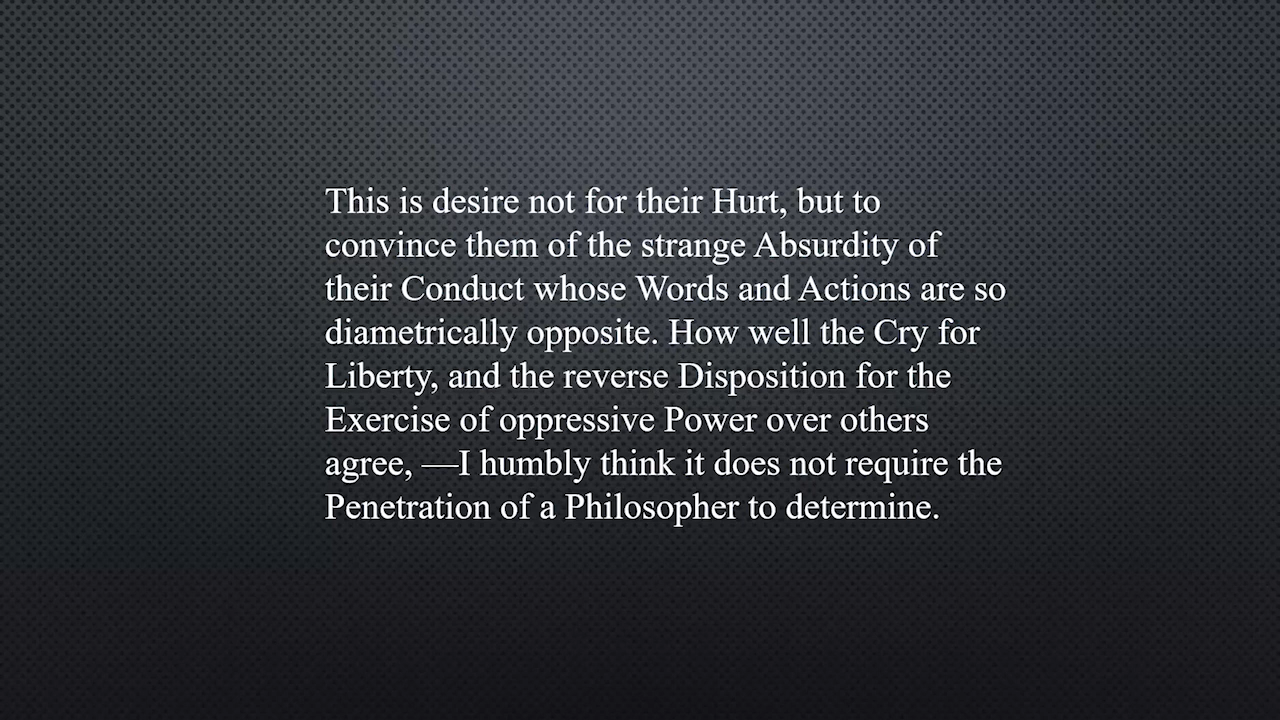 This is desire not for their Hurt, but to
convince them of the strange Absurdity of
their Conduct whose Words and Actions are so
diametrically opposite. How well the Cry for
Liberty, and the reverse Disposition for the
Exercise of oppressive Power over others
agree, —I humbly think it does not require the
Penetration of a Philosopher to determine.